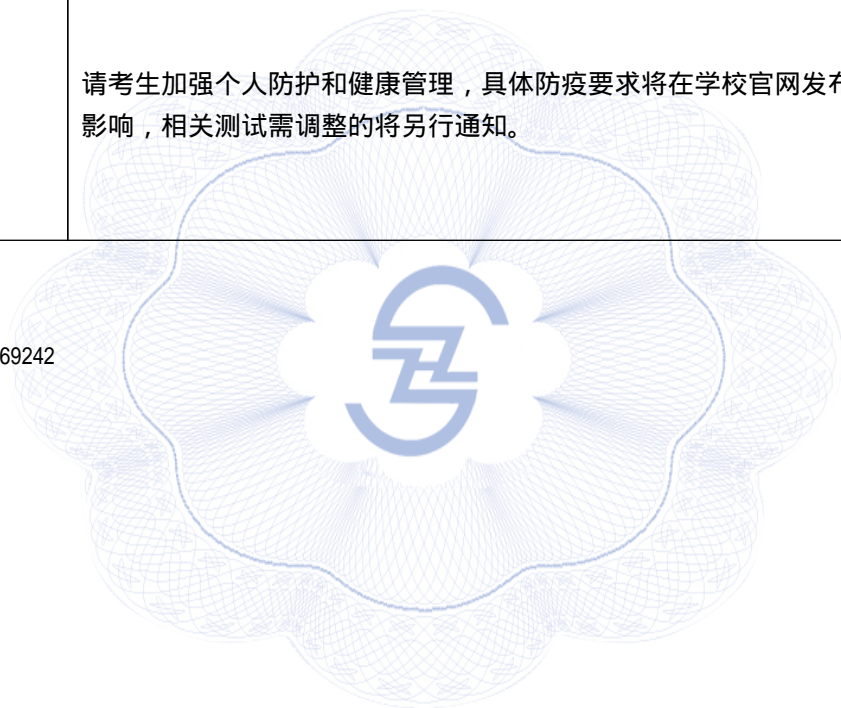 请考生加强个人防护和健康管理，具体防疫要求将在学校官网发布
影响，相关测试需调整的将另行通知。
69242